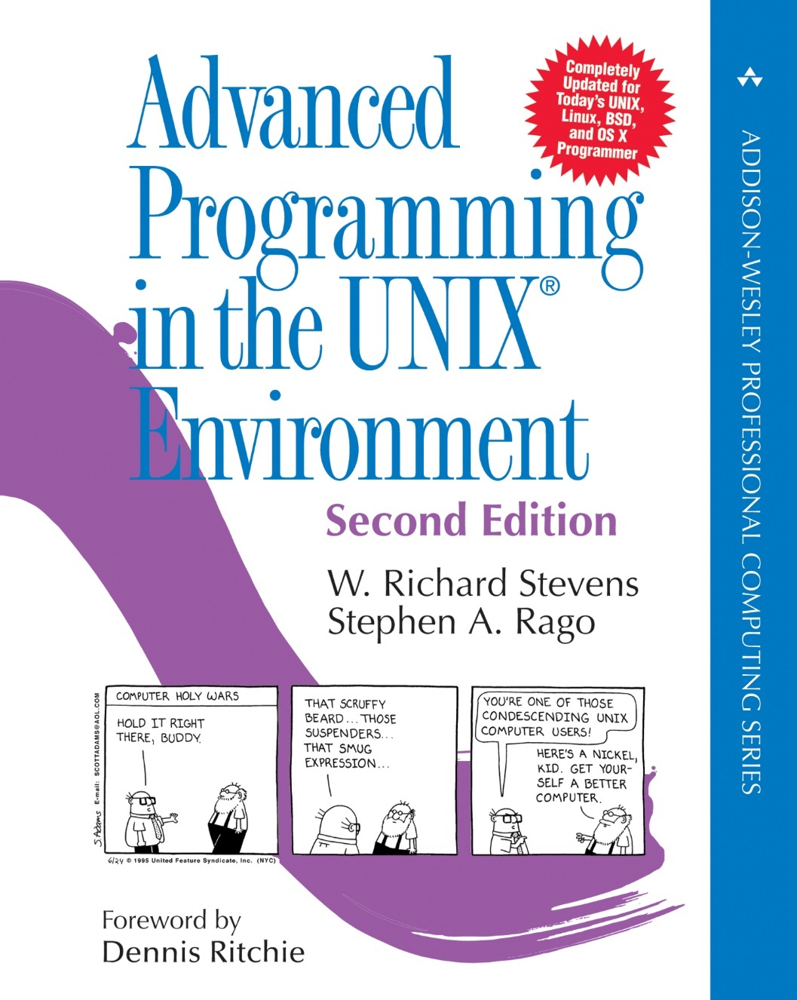 Advanced
Programming
in the UNIX®
Environment
Completely
Updated for
Today's UNIX,
Linux, BSD,
and OS X
Programmer
Second Edition
W. Richard Stevens
Stephen A. Rago
COMPUTER HOLY WARS
HOLD IT RIGHT
THERE, BUDDY.
THAT SCRUFFY
BEARD... THOSE
SUSPENDERS...
THAT SMUG
EXPRESSION...
YOU'RE ONE OF THOSE
CONDESCENDING UNIX
COMPUTER USERS!
HERE'S A NICKEL,
KID. GET YOUR-
SELF A BETTER
COMPUTER.
S.Adams E-mail: SCOTTADAMS@AOL.COM
6/24 © 1995 United Feature Syndicate, Inc. (NYC)
Foreword by
Dennis Ritchie
ADDISON-WESLEY PROFESSIONAL COMPUTING SERIES